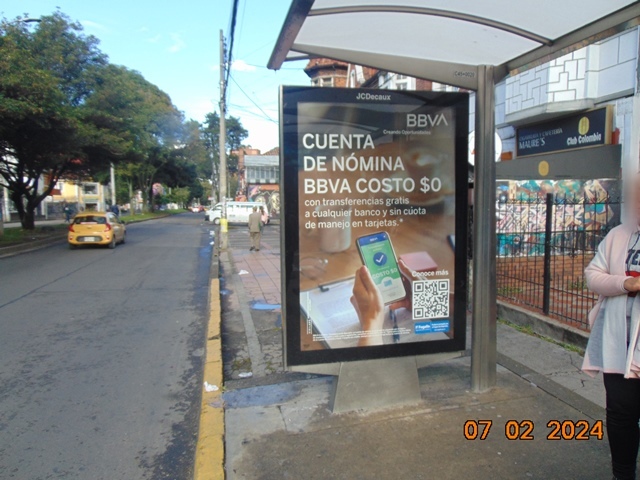 JCDecaux
BBVA
Creando Oportunidades
CUENTA
DE NÓMINA
BBVA COSTO $0
con transferencias gratis
a cualquier banco y sin cuota
de manejo en tarjetas.*
COSTO $0
Conoce más
MAUBE'S
Club Colombia
07 02 2024